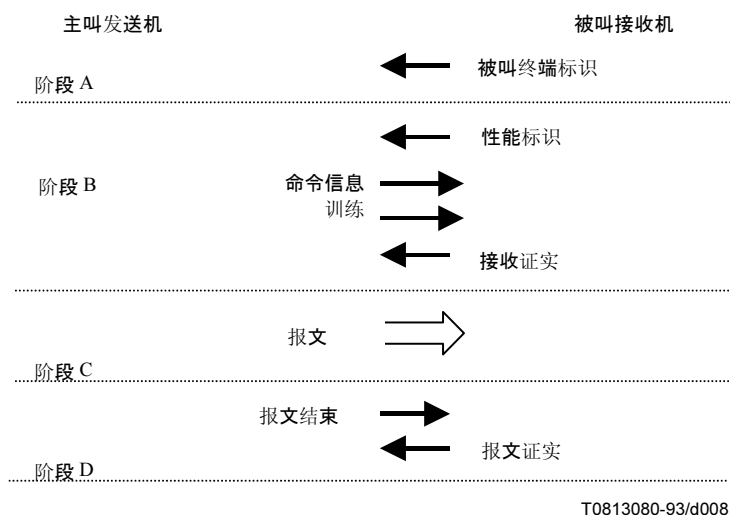 主叫发送机 被叫接收机
被叫终端标识
阶段 A
性能标识
阶段 B 命令信息
训练
接收证实
报文
阶段 C
报文结束
报文证实
阶段 D
T0813080-93/d008